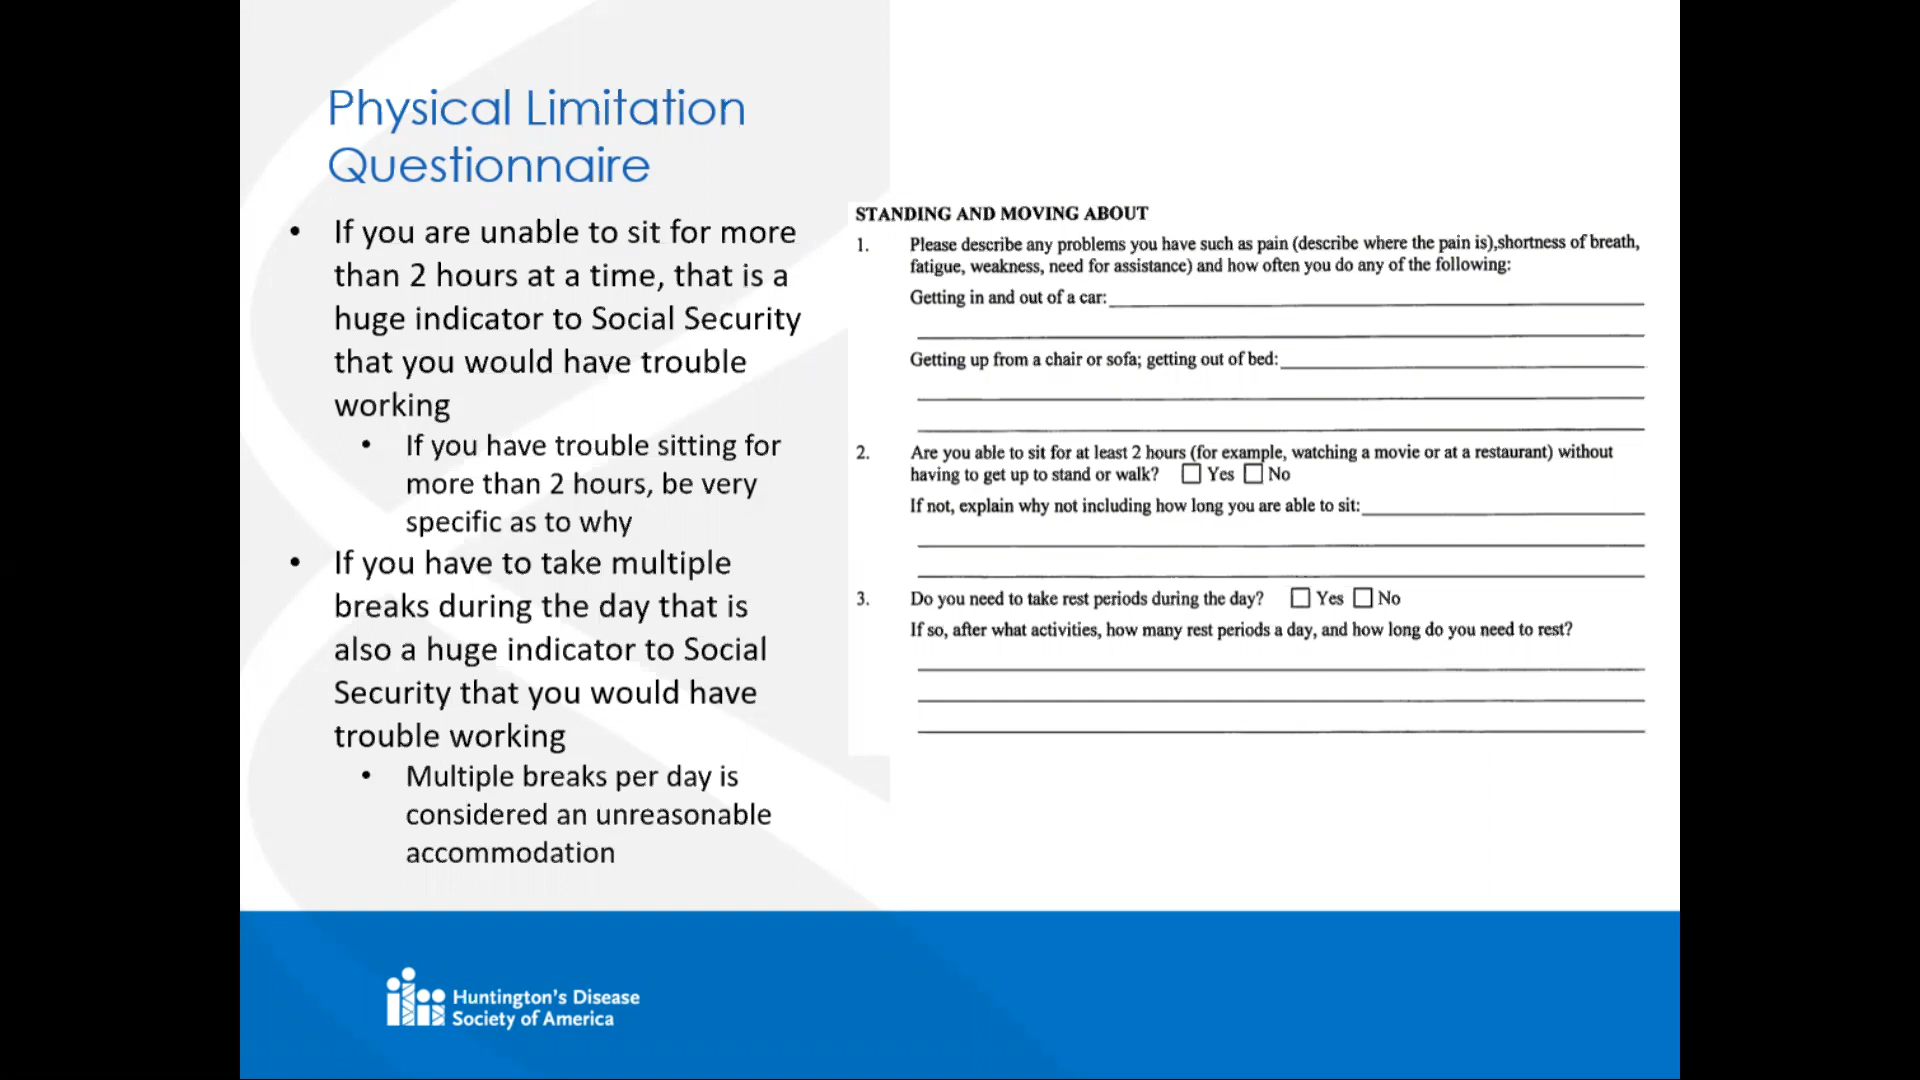 Physical Limitation
Questionnaire
• If you are unable to sit for more
than 2 hours at a time, that is a
huge indicator to Social Security
that you would have trouble
working
• If you have trouble sitting for
more than 2 hours, be very
specific as to why
• If you have to take multiple
breaks during the day that is
also a huge indicator to Social
Security that you would have
trouble working
• Multiple breaks per day is
considered an unreasonable
accommodation
STANDING AND MOVING ABOUT
1. Please describe any problems you have such as pain (describe where the pain is),shortness of breath,
fatigue, weakness, need for assistance) and how often you do any of the following:
Getting in and out of a car:
Getting up from a chair or sofa; getting out of bed:
2. Are you able to sit for at least 2 hours (for example, watching a movie or at a restaurant) without
having to get up to stand or walk? ☐ Yes ☐ No
If not, explain why not including how long you are able to sit:
3. Do you need to take rest periods during the day? ☐ Yes ☐ No
If so, after what activities, how many rest periods a day, and how long do you need to rest?
Huntington's Disease
Society of America